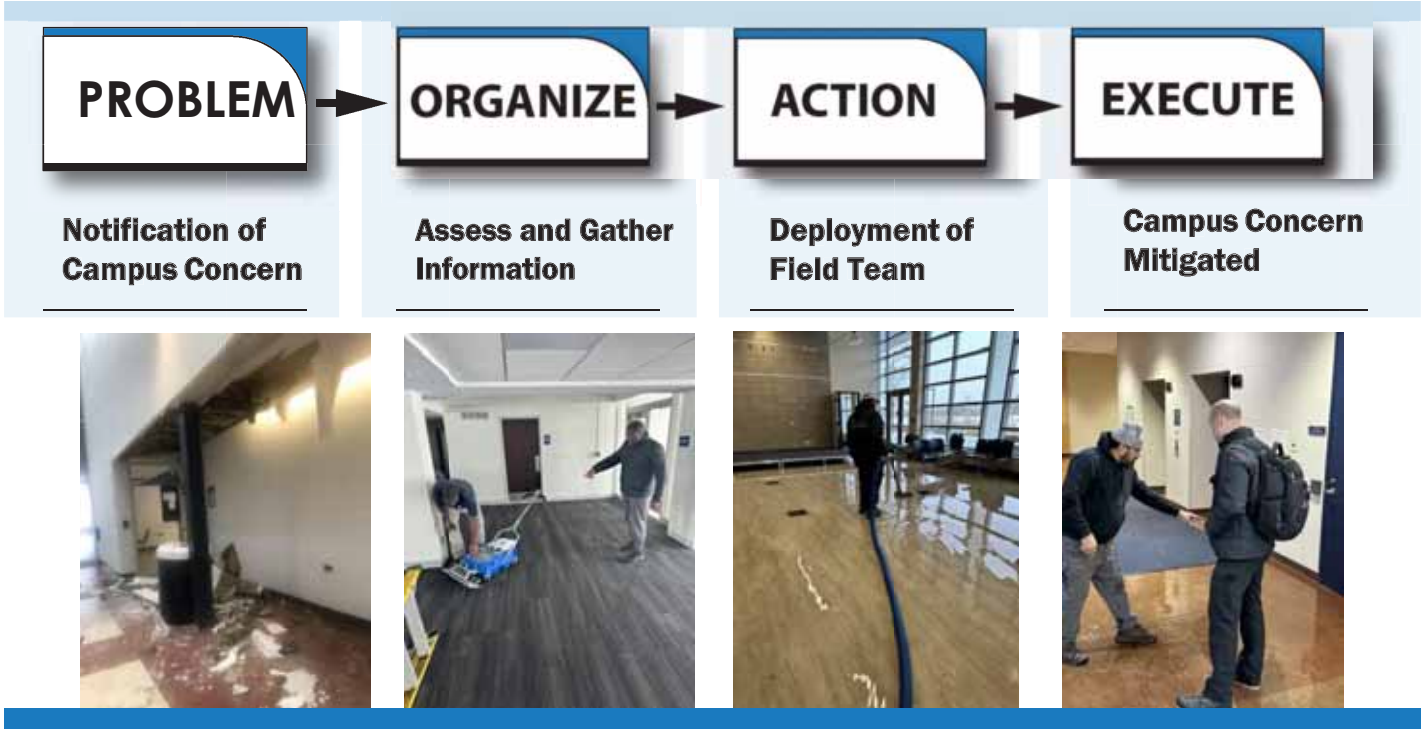 PROBLEM
ORGANIZE
ACTION
EXECUTE
Notification of
Campus Concern
Assess and Gather
Information
Deployment of
Field Team
Campus Concern
Mitigated